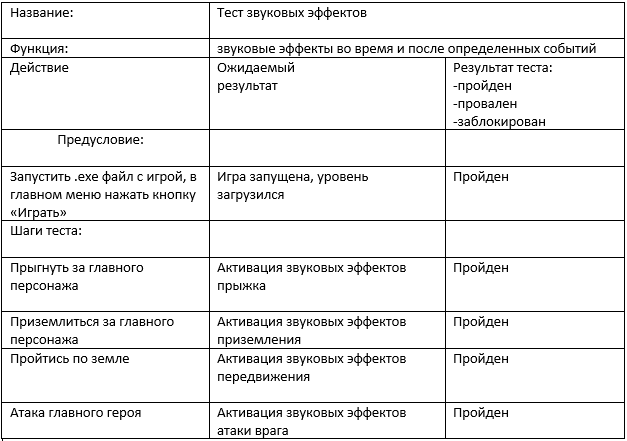 Название:
Тест звуковых эффектов
Функция:
звуковые эффекты во время и после определенных событий
Действие
Ожидаемый
результат
Результат теста:
-пройден
-провален
-заблокирован
Предусловие:
Запустить .exe файл с игрой, в
главном меню нажать кнопку
«Играть»
Игра запущена, уровень
загрузился
Пройден
Шаги теста:
Прыгнуть за главного
персонажа
Активация звуковых эффектов
прыжка
Пройден
Приземлиться за главного
персонажа
Активация звуковых эффектов
приземления
Пройден
Пройтись по земле
Активация звуковых эффектов
передвижения
Пройден
Атака главного героя
Активация звуковых эффектов
атаки врага
Пройден